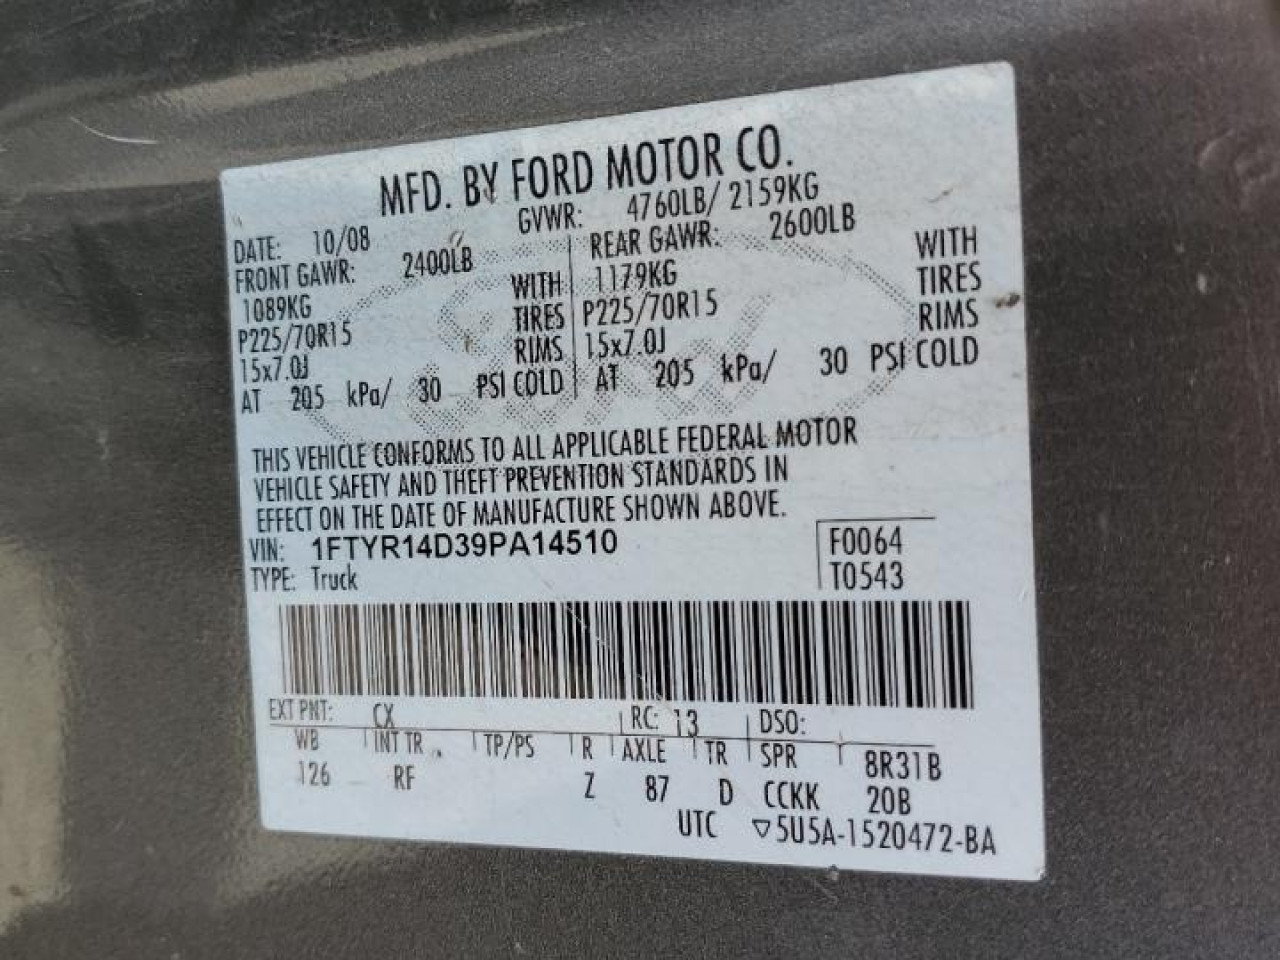 MFD. BY FORD MOTOR CO.
DATE: 10/08 GVWR: 4760LB/ 2159KG
FRONT GAWR: 2400LB REAR GAWR: 2600LB
1089KG WITH 1179KG WITH
P225/70R15 TIRES P225/70R15 TIRES
15x7.0J RIMS 15x7.0J RIMS
AT 205 kPa/ 30 PSI COLD AT 205 kPa/ 30 PSI COLD
THIS VEHICLE CONFORMS TO ALL APPLICABLE FEDERAL MOTOR
VEHICLE SAFETY AND THEFT PREVENTION STANDARDS IN
EFFECT ON THE DATE OF MANUFACTURE SHOWN ABOVE.
VIN: 1FTYR14D39PA14510 F0064
TYPE: Truck T0543
EXT PNT: CX RC: 13 DSO:
WB INT TR TP/PS R AXLE TR SPR 8R31B
126 RF Z 87 D CCKK 20B
UTC ▽5U5A-1520472-BA